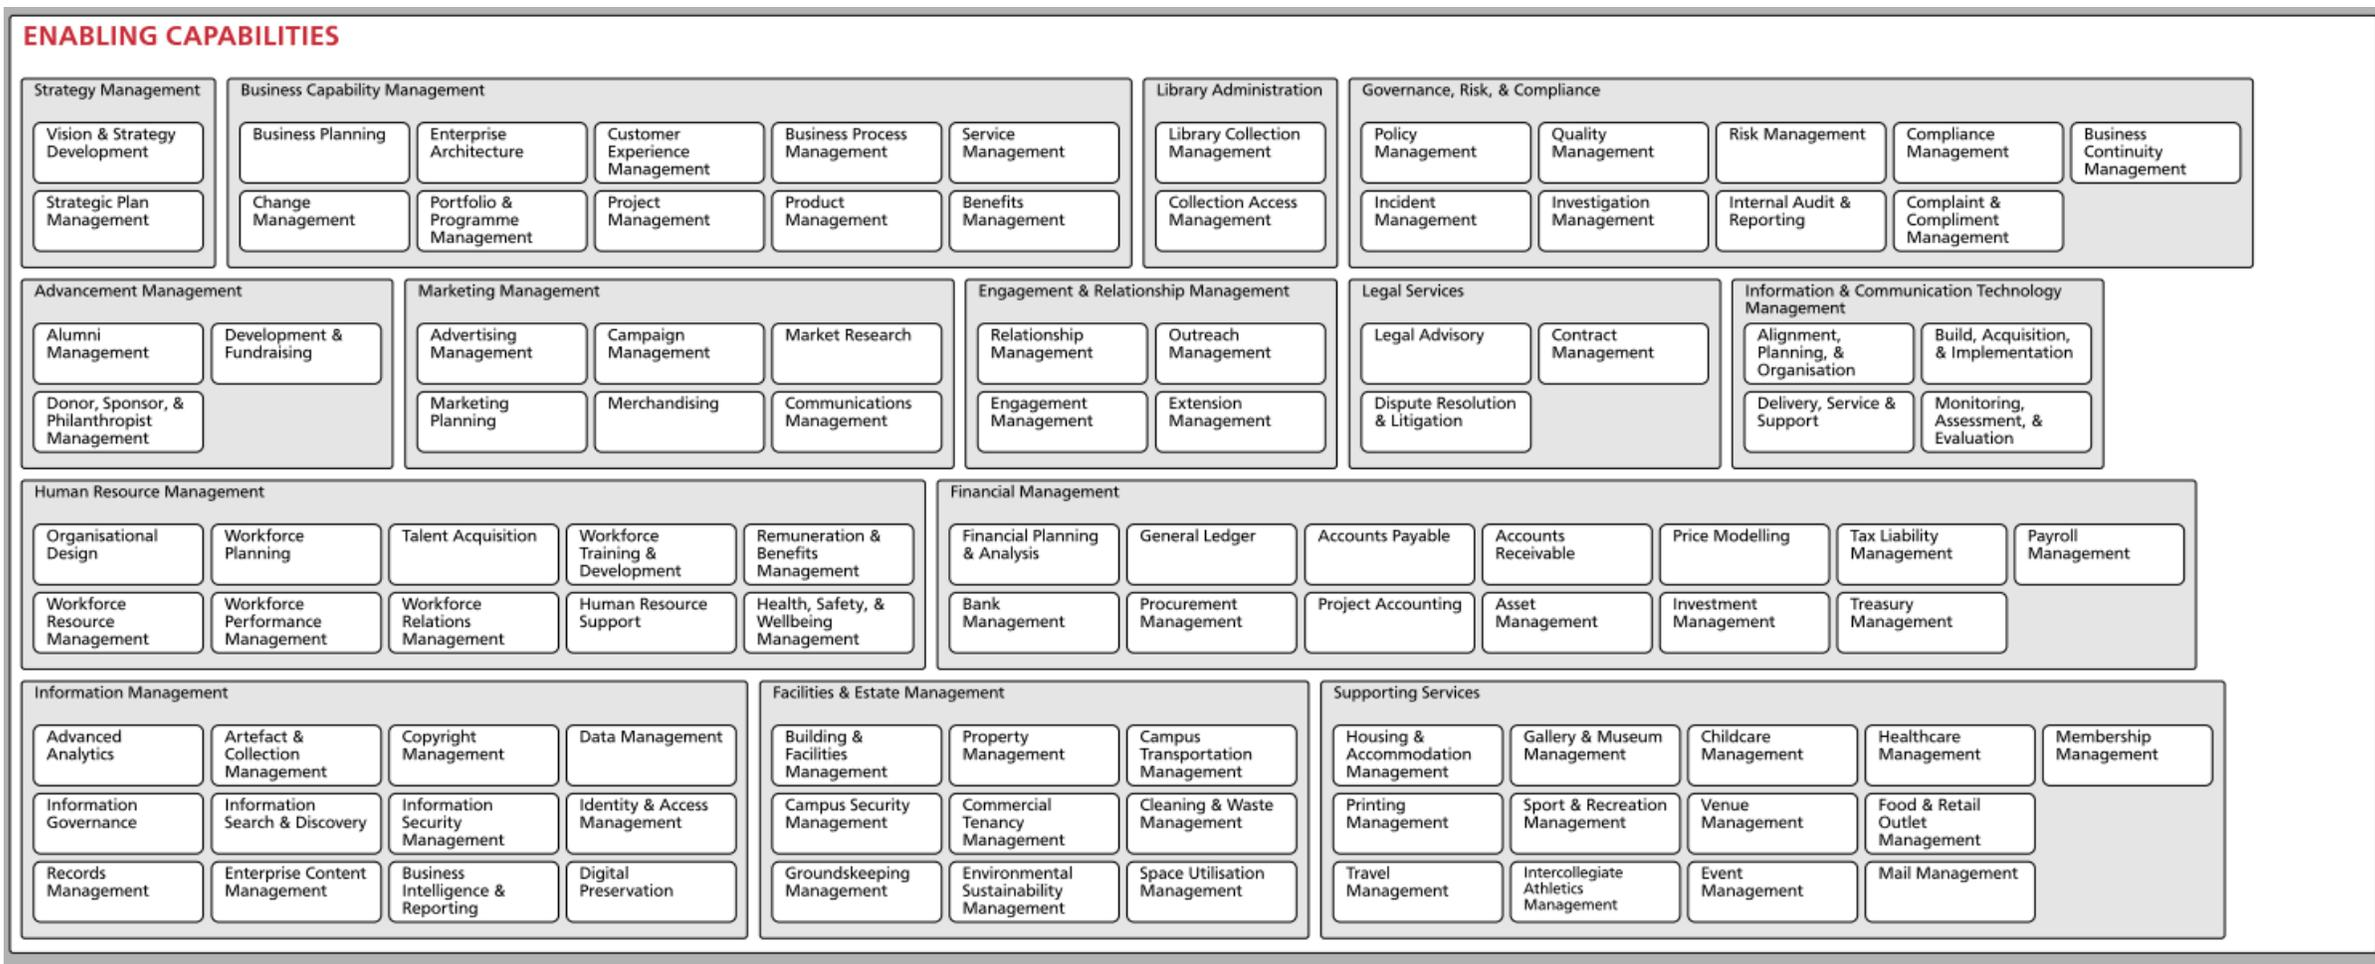 ENABLING CAPABILITIES
Strategy Management
Vision & Strategy
Development
Strategic Plan
Management
Business Capability Management
Business Planning
Enterprise
Architecture
Customer
Experience
Management
Business Process
Management
Service
Management
Change
Management
Portfolio &
Programme
Management
Project
Management
Product
Management
Benefits
Management
Library Administration
Library Collection
Management
Collection Access
Management
Governance, Risk, & Compliance
Policy
Management
Quality
Management
Risk Management
Compliance
Management
Business
Continuity
Management
Incident
Management
Investigation
Management
Internal Audit &
Reporting
Complaint &
Compliment
Management
Advancement Management
Alumni
Management
Development &
Fundraising
Donor, Sponsor, &
Philanthropist
Management
Marketing Management
Advertising
Management
Campaign
Management
Market Research
Marketing
Planning
Merchandising
Communications
Management
Engagement & Relationship Management
Relationship
Management
Outreach
Management
Engagement
Management
Extension
Management
Legal Services
Legal Advisory
Contract
Management
Dispute Resolution
& Litigation
Information & Communication Technology
Management
Alignment,
Planning, &
Organisation
Build, Acquisition,
& Implementation
Delivery, Service &
Support
Monitoring,
Assessment, &
Evaluation
Human Resource Management
Organisational
Design
Workforce
Planning
Talent Acquisition
Workforce
Training &
Development
Remuneration &
Benefits
Management
Workforce
Resource
Management
Workforce
Performance
Management
Workforce
Relations
Management
Human Resource
Support
Health, Safety, &
Wellbeing
Management
Financial Management
Financial Planning
& Analysis
General Ledger
Accounts Payable
Accounts
Receivable
Price Modelling
Tax Liability
Management
Payroll
Management
Bank
Management
Procurement
Management
Project Accounting
Asset
Management
Investment
Management
Treasury
Management
Information Management
Advanced
Analytics
Artefact &
Collection
Management
Copyright
Management
Data Management
Information
Governance
Information
Search & Discovery
Information
Security
Management
Identity & Access
Management
Records
Management
Enterprise Content
Management
Business
Intelligence &
Reporting
Digital
Preservation
Facilities & Estate Management
Building &
Facilities
Management
Property
Management
Campus
Transportation
Management
Campus Security
Management
Commercial
Tenancy
Management
Cleaning & Waste
Management
Groundskeeping
Management
Environmental
Sustainability
Management
Space Utilisation
Management
Supporting Services
Housing &
Accommodation
Management
Gallery & Museum
Management
Childcare
Management
Healthcare
Management
Membership
Management
Printing
Management
Sport & Recreation
Management
Venue
Management
Food & Retail
Outlet
Management
Travel
Management
Intercollegiate
Athletics
Management
Event
Management
Mail Management